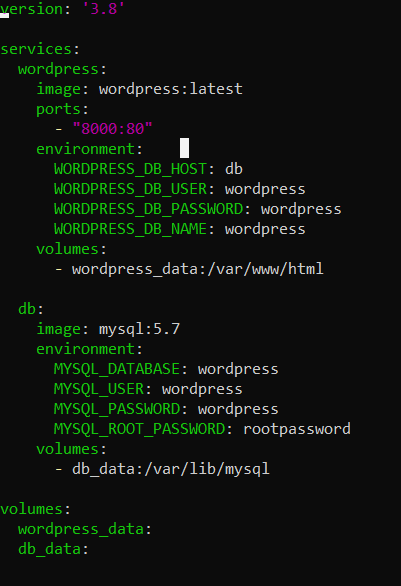 version: '3.8'

services:
  wordpress:
    image: wordpress:latest
    ports:
      - "8000:80"
    environment:
      WORDPRESS_DB_HOST: db
      WORDPRESS_DB_USER: wordpress
      WORDPRESS_DB_PASSWORD: wordpress
      WORDPRESS_DB_NAME: wordpress
    volumes:
      - wordpress_data:/var/www/html

  db:
    image: mysql:5.7
    environment:
      MYSQL_DATABASE: wordpress
      MYSQL_USER: wordpress
      MYSQL_PASSWORD: wordpress
      MYSQL_ROOT_PASSWORD: rootpassword
    volumes:
      - db_data:/var/lib/mysql

volumes:
  wordpress_data:
  db_data: